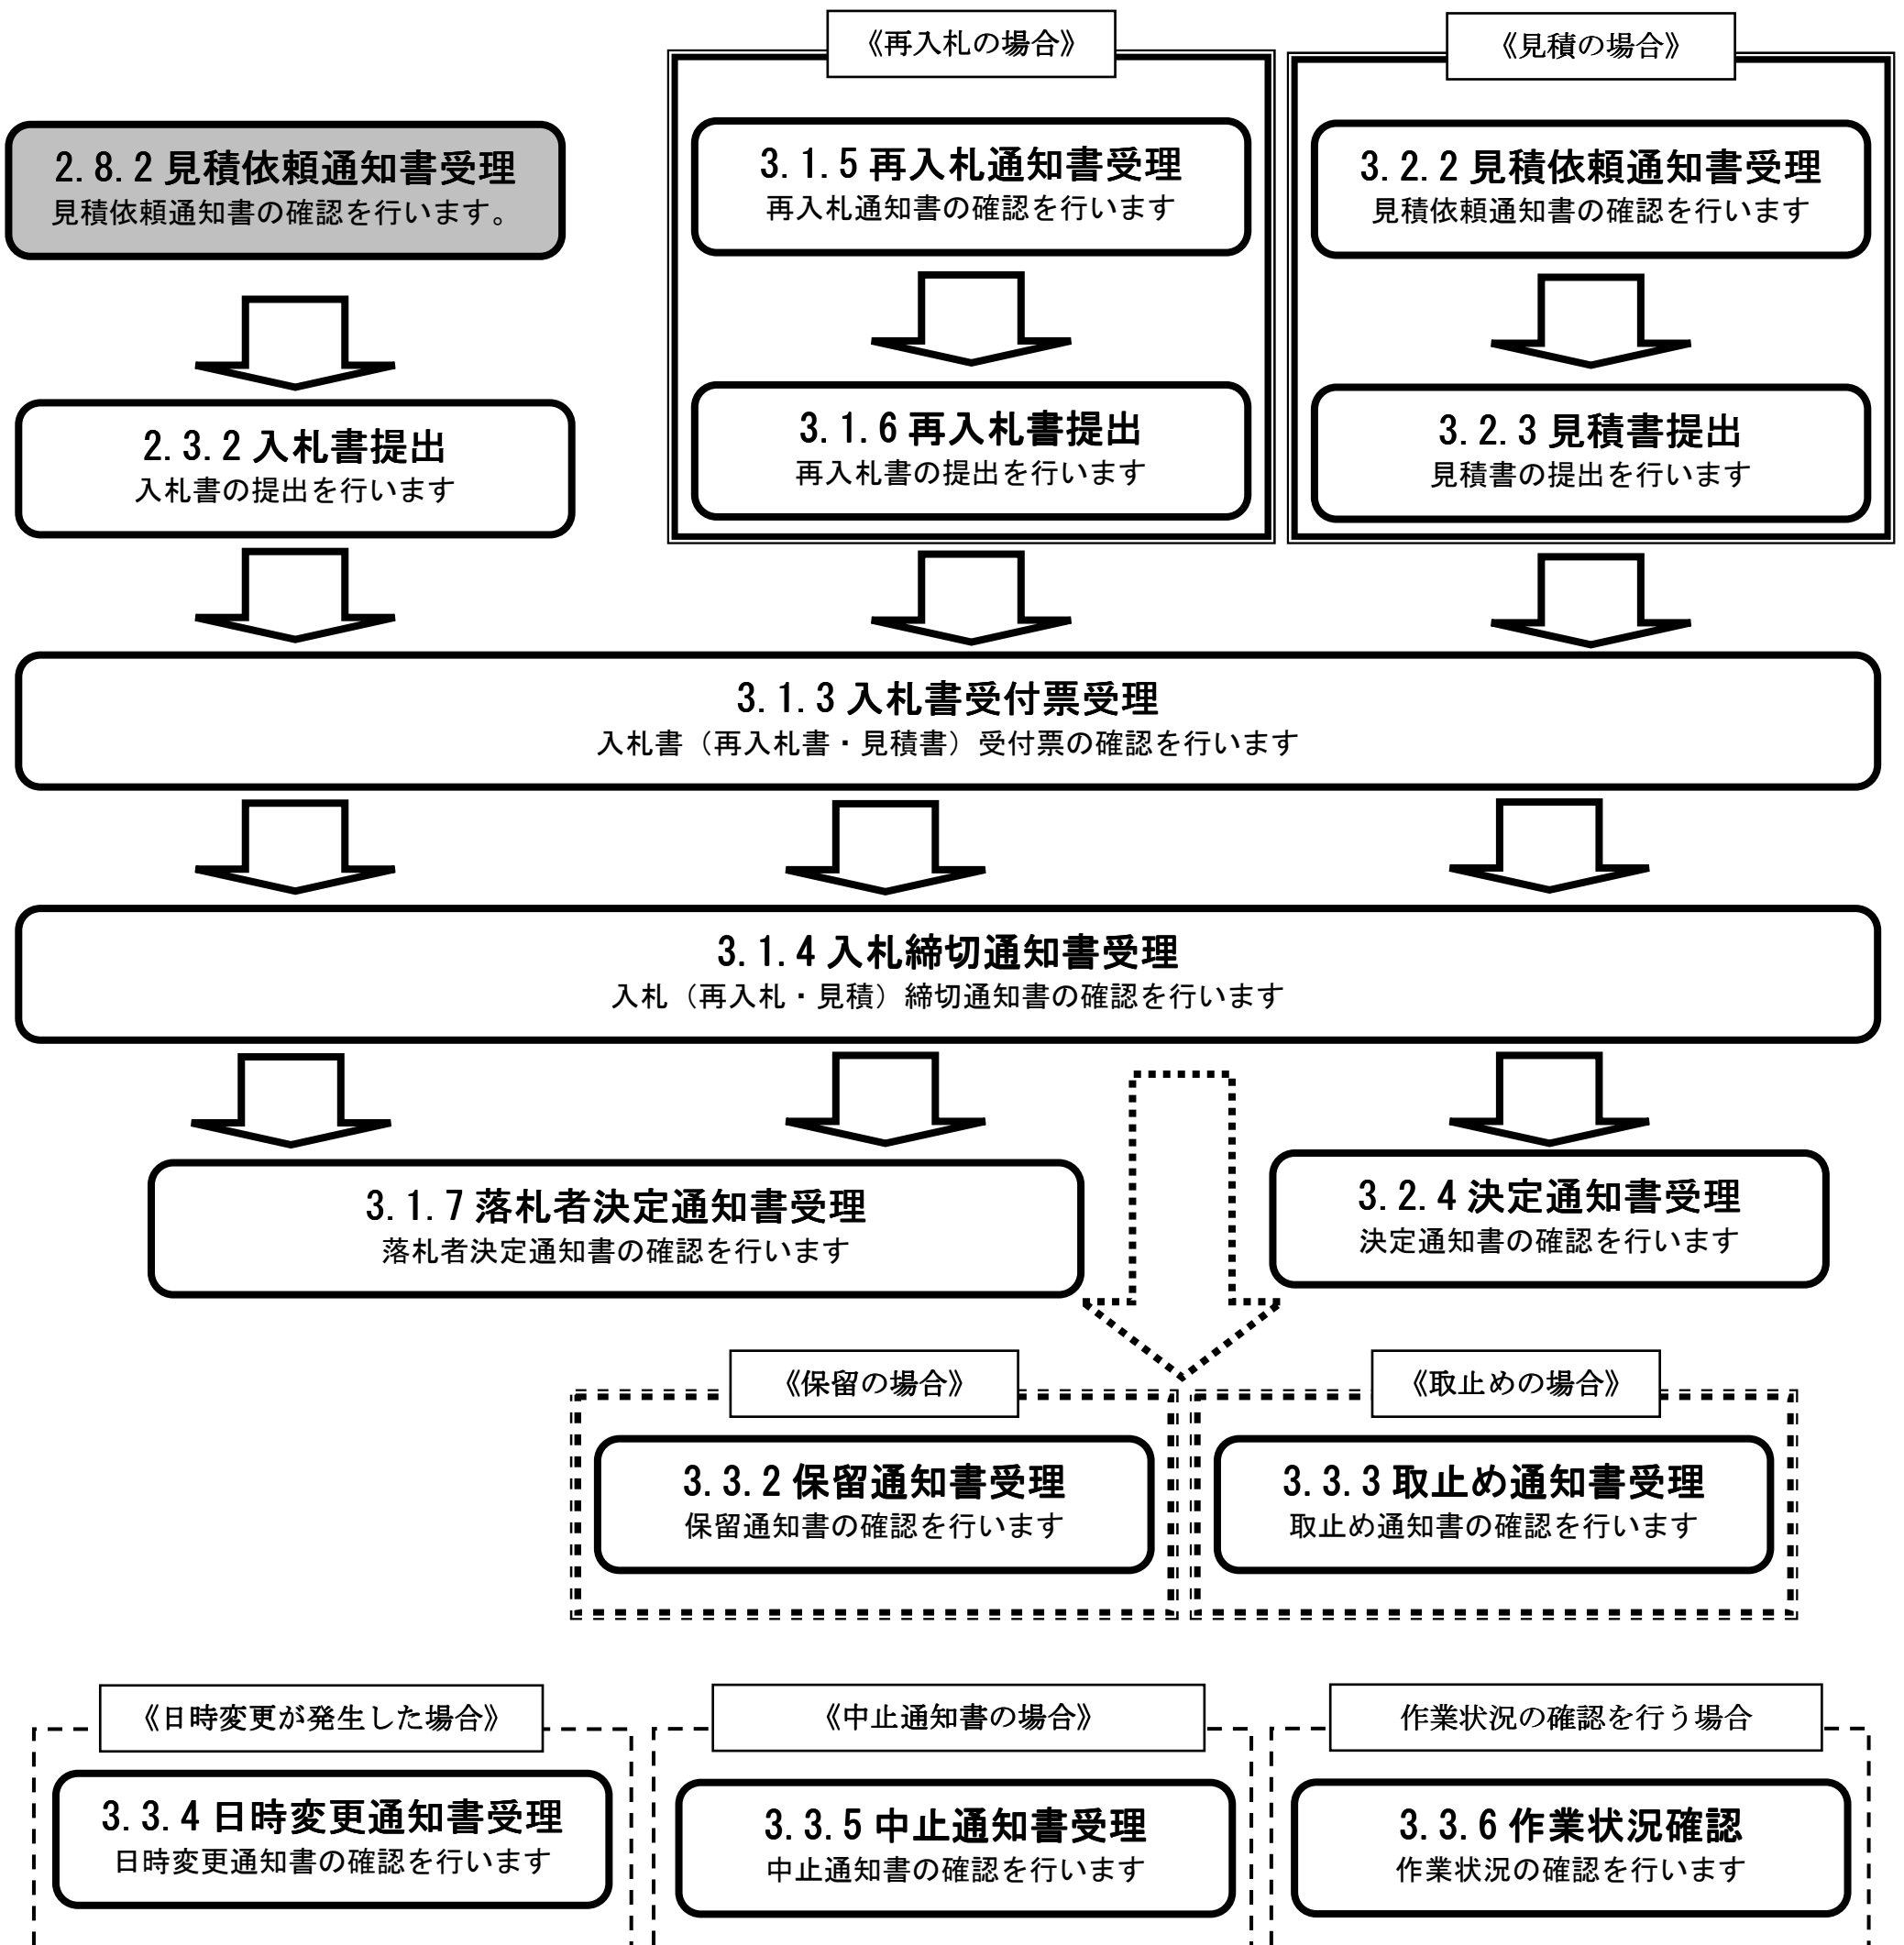 《再入札の場合》
《見積の場合》
2.8.2 見積依頼通知書受理
見積依頼通知書の確認を行います。
3.1.5 再入札通知書受理
再入札通知書の確認を行います
3.2.2 見積依頼通知書受理
見積依頼通知書の確認を行います
2.3.2 入札書提出
入札書の提出を行います
3.1.6 再入札書提出
再入札書の提出を行います
3.2.3 見積書提出
見積書の提出を行います
3.1.3 入札書受付票受理
入札書（再入札書・見積書）受付票の確認を行います
3.1.4 入札締切通知書受理
入札（再入札・見積）締切通知書の確認を行います
3.1.7 落札者決定通知書受理
落札者決定通知書の確認を行います
3.2.4 決定通知書受理
決定通知書の確認を行います
《保留の場合》
《取止めの場合》
3.3.2 保留通知書受理
保留通知書の確認を行います
3.3.3 取止め通知書受理
取止め通知書の確認を行います
《日時変更が発生した場合》
《中止通知書の場合》
作業状況の確認を行う場合
3.3.4 日時変更通知書受理
日時変更通知書の確認を行います
3.3.5 中止通知書受理
中止通知書の確認を行います
3.3.6 作業状況確認
作業状況の確認を行います